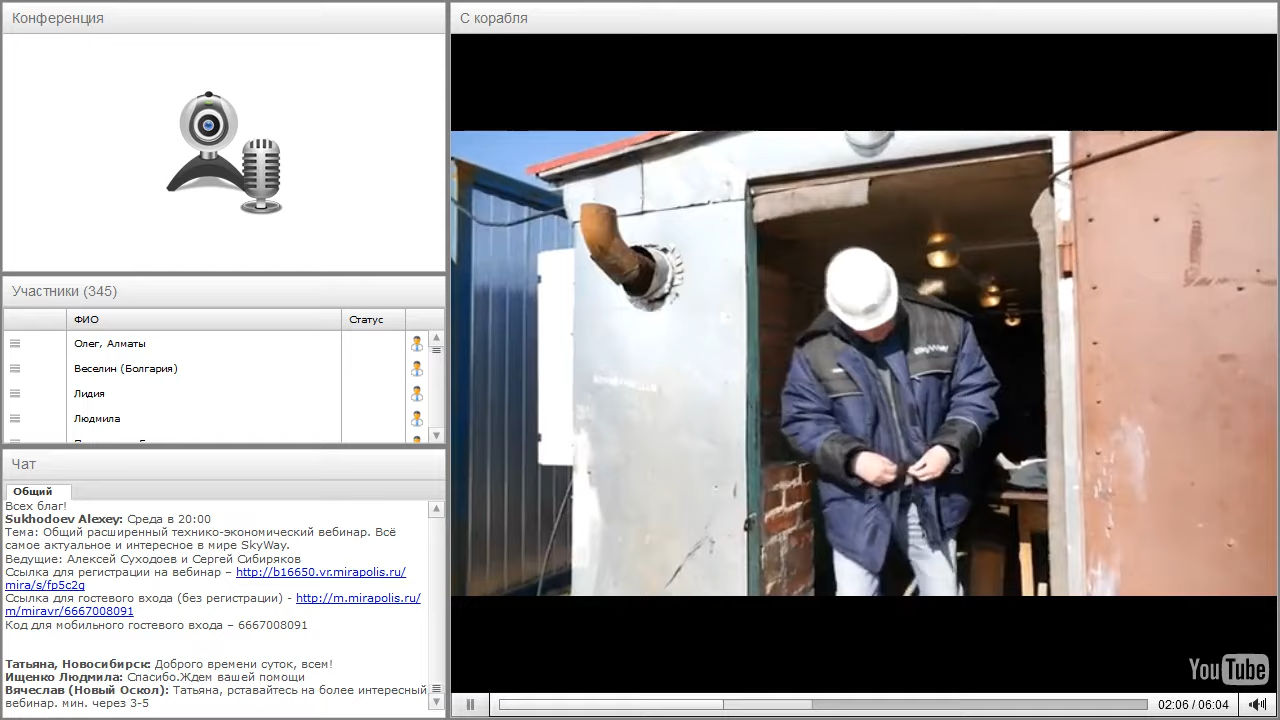 Конференция
С корабля
Участники (345)
ФИО
Статус
Олег, Алматы
Веселин (Болгария)
Лидия
Людмила
Чат
Общий
Всех благ!
Sukhodoev Alexey: Среда в 20:00
Тема: Общий расширенный технико-экономический вебинар. Всё
самое актуальное и интересное в мире SkyWay.
Ведущие: Алексей Суходоев и Сергей Сибиряков
Ссылка для регистрации на вебинар – http://b16650.vr.mirapolis.ru/
mira/s/fp5c2q
Ссылка для гостевого входа (без регистрации) - http://m.mirapolis.ru/
m/miravr/6667008091
Код для мобильного гостевого входа – 6667008091
Татьяна, Новосибирск: Доброго времени суток, всем!
Ищенко Людмила: Спасибо.Ждем вашей помощи
Вячеслав (Новый Оскол): Татьяна, рставайтесь на более интересный
вебинар. мин. через 3-5
SkyWay
YouTube
02:06 / 06:04